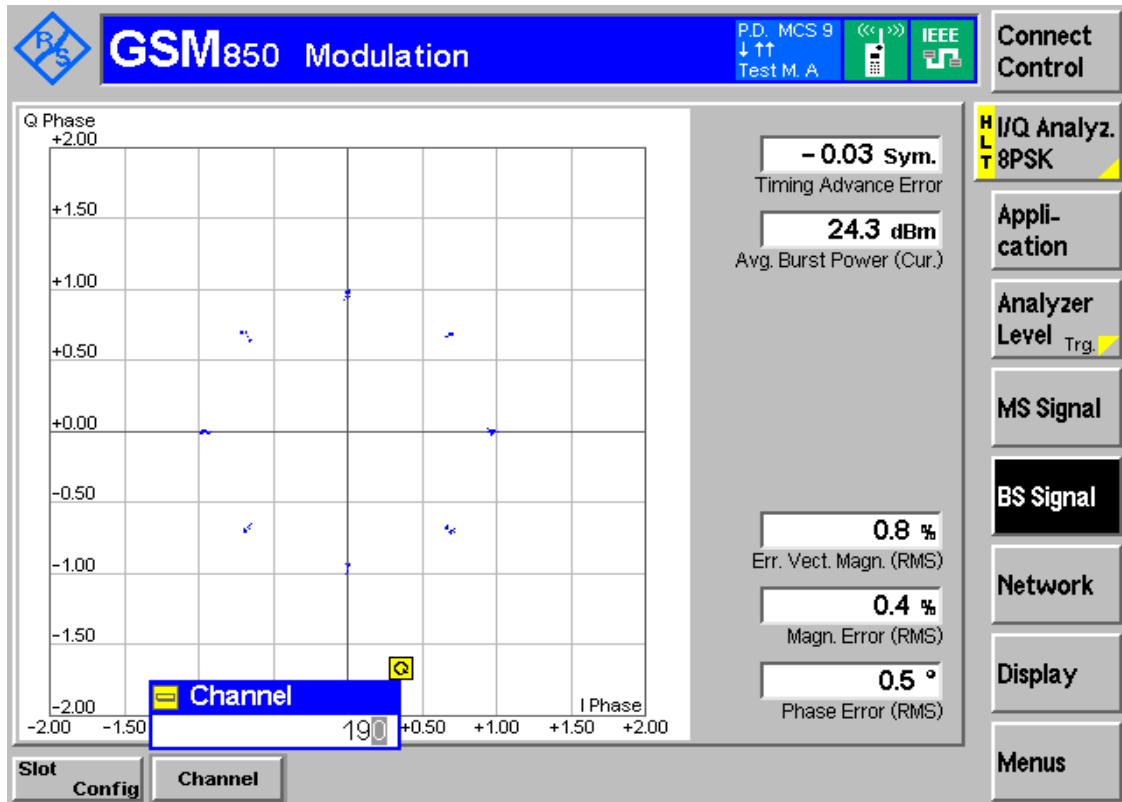 R&S
GSM850 Modulation
P.D. MCS 9
↓ ↑↑
Test M. A
IEEE
Connect
Control
Q Phase
+2.00
+1.50
+1.00
+0.50
+0.00
-0.50
-1.00
-1.50
-2.00
-2.00 -1.50 +0.50 +1.00 +1.50 +2.00
I Phase
Channel
190
- 0.03 Sym.
Timing Advance Error
24.3 dBm
Avg. Burst Power (Cur.)
0.8 %
Err. Vect. Magn. (RMS)
0.4 %
Magn. Error (RMS)
0.5 °
Phase Error (RMS)
HLT
I/Q Analyz.
8PSK
Appli-
cation
Analyzer
Level Trg.
MS Signal
BS Signal
Network
Display
Menus
Slot
Config
Channel